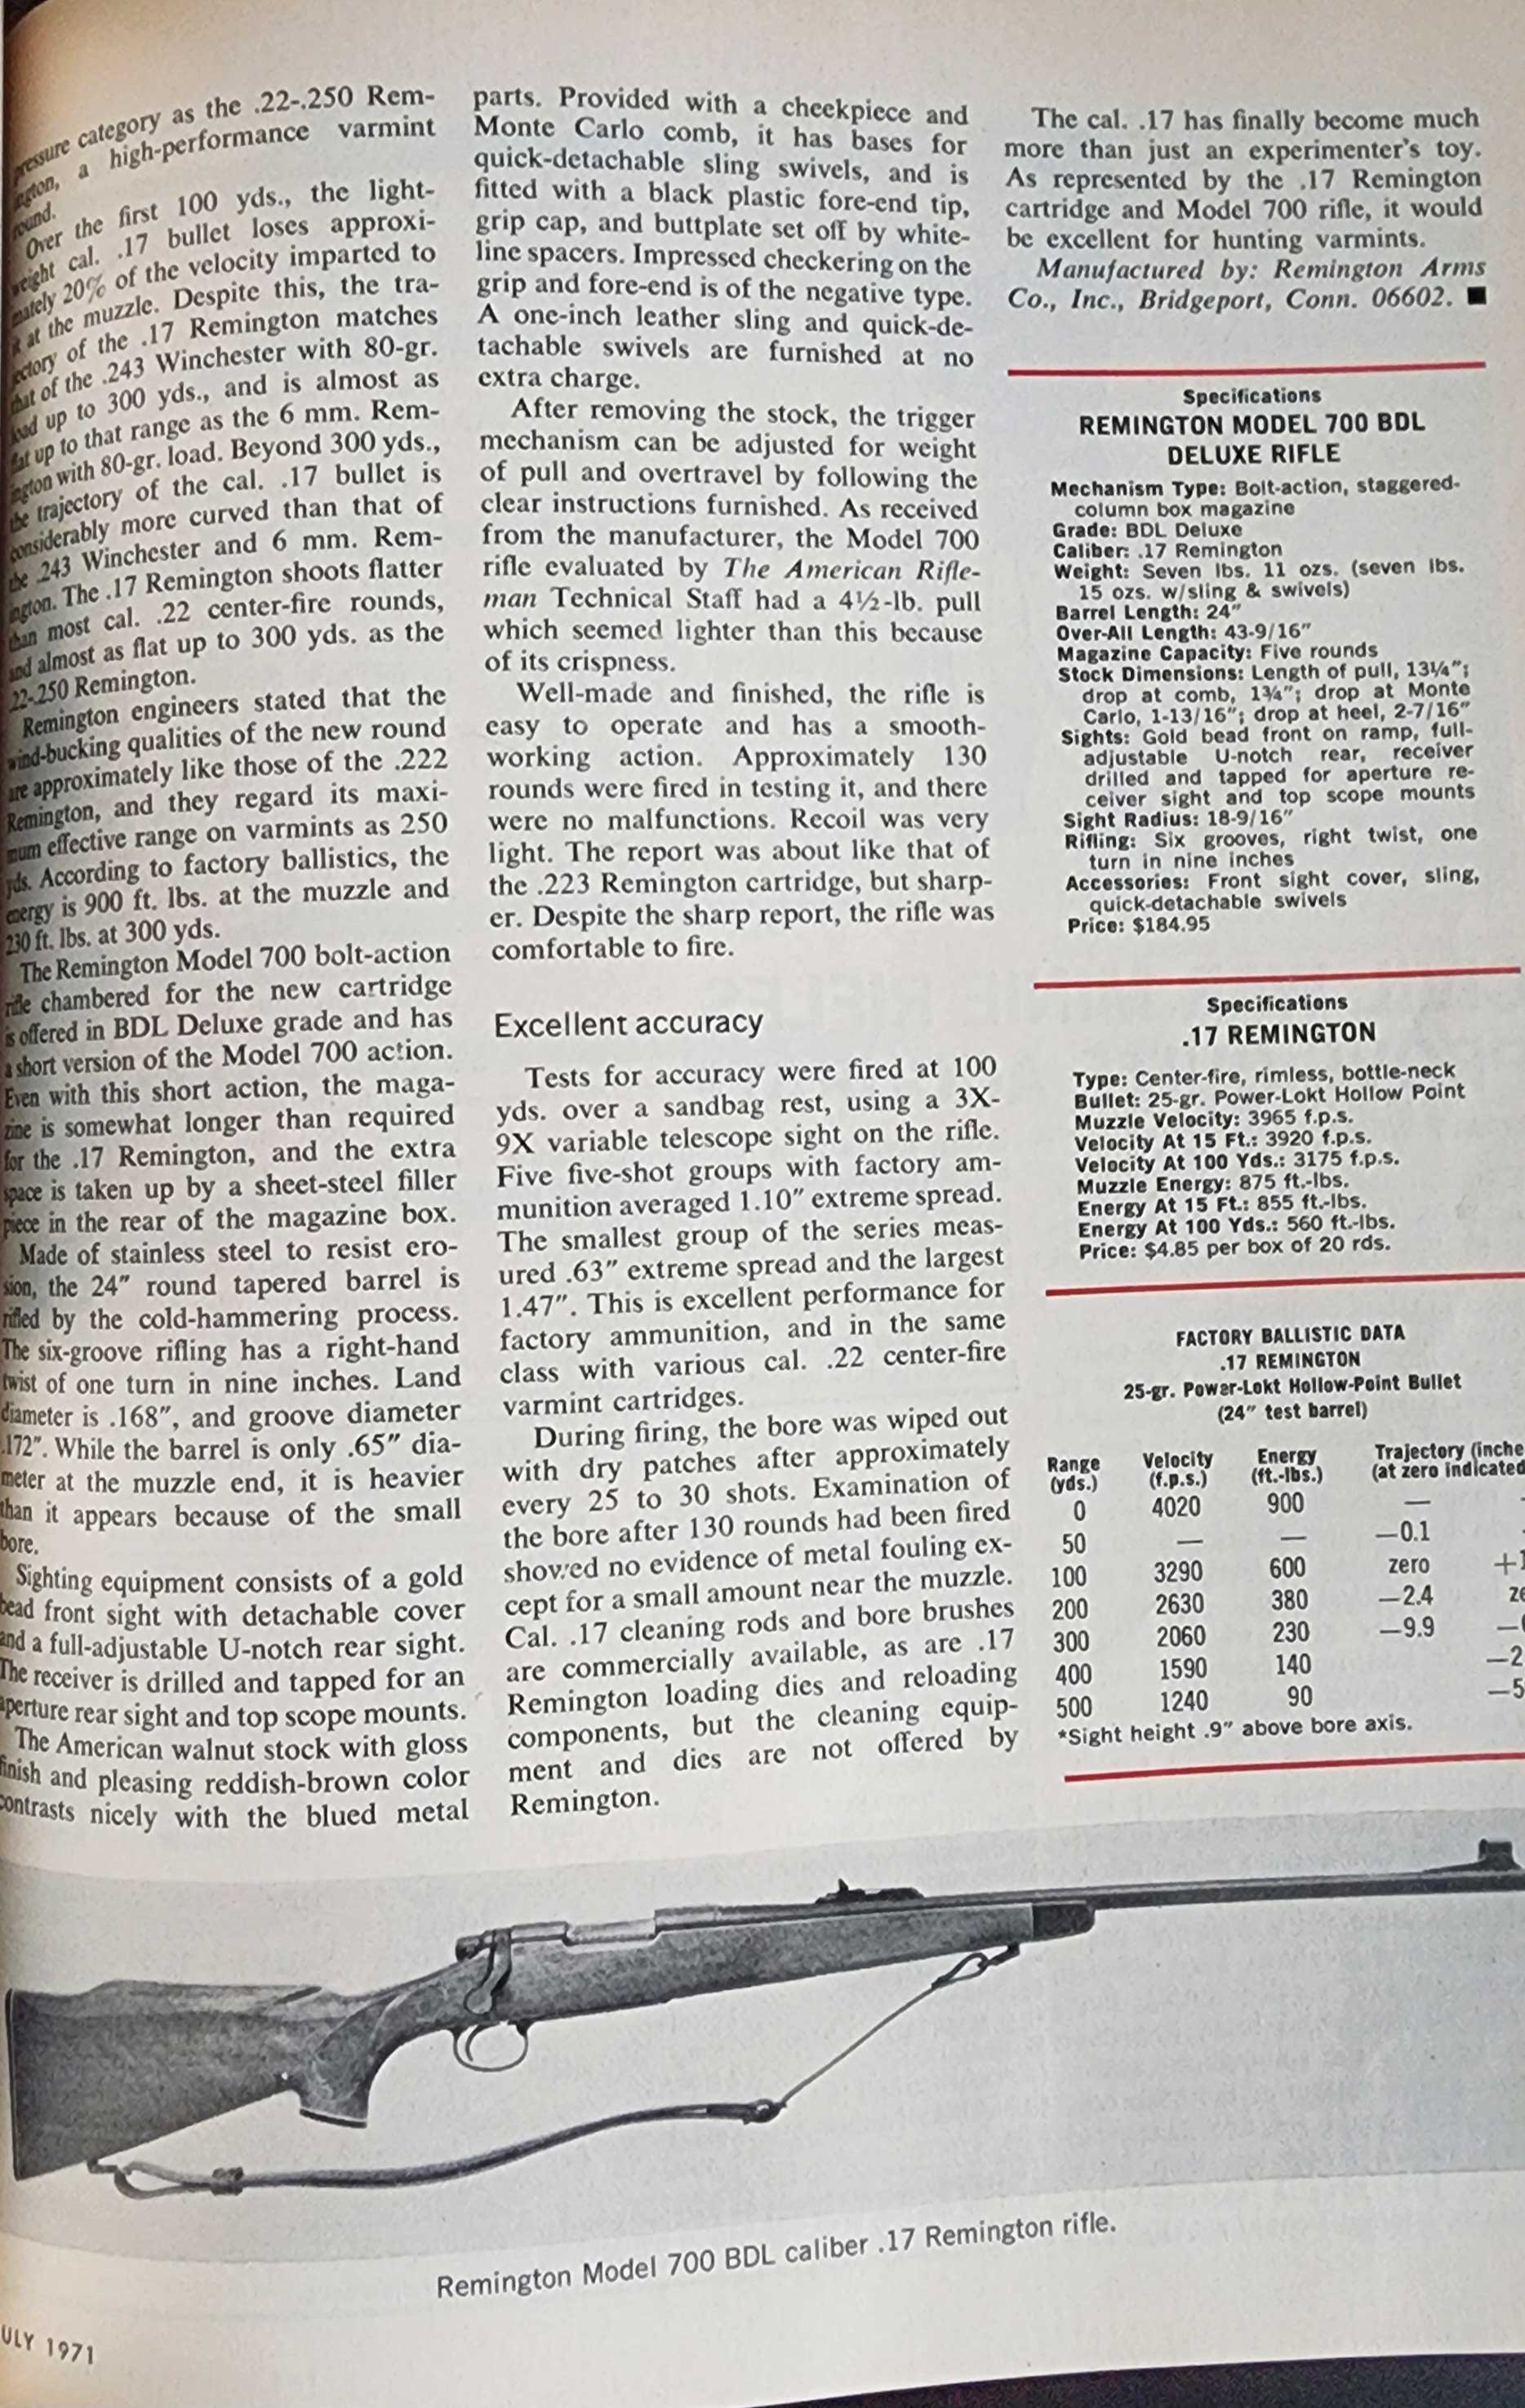 pressure category as the .22-.250 Rem-
ington, a high-performance varmint
round.
Over the first 100 yds., the light-
weight cal. .17 bullet loses approxi-
mately 20% of the velocity imparted to
it at the muzzle. Despite this, the tra-
jectory of the .17 Remington matches
that of the .243 Winchester with 80-gr.
load up to 300 yds., and is almost as
flat up to that range as the 6 mm. Rem-
ington with 80-gr. load. Beyond 300 yds.,
the trajectory of the cal. .17 bullet is
considerably more curved than that of
the .243 Winchester and 6 mm. Rem-
ington. The .17 Remington shoots flatter
than most cal. .22 center-fire rounds,
and almost as flat up to 300 yds. as the
22-250 Remington.
Remington engineers stated that the
wind-bucking qualities of the new round
are approximately like those of the .222
Remington, and they regard its maxi-
mum effective range on varmints as 250
yds. According to factory ballistics, the
energy is 900 ft. lbs. at the muzzle and
230 ft. lbs. at 300 yds.
The Remington Model 700 bolt-action
rifle chambered for the new cartridge
is offered in BDL Deluxe grade and has
a short version of the Model 700 action.
Even with this short action, the maga-
zine is somewhat longer than required
for the .17 Remington, and the extra
space is taken up by a sheet-steel filler
piece in the rear of the magazine box.
Made of stainless steel to resist ero-
sion, the 24″ round tapered barrel is
rifled by the cold-hammering process.
The six-groove rifling has a right-hand
twist of one turn in nine inches. Land
diameter is .168″, and groove diameter
.172″. While the barrel is only .65″ dia-
meter at the muzzle end, it is heavier
than it appears because of the small
bore.
Sighting equipment consists of a gold
bead front sight with detachable cover
and a full-adjustable U-notch rear sight.
The receiver is drilled and tapped for an
aperture rear sight and top scope mounts.
The American walnut stock with gloss
finish and pleasing reddish-brown color
contrasts nicely with the blued metal
parts. Provided with a cheekpiece and
Monte Carlo comb, it has bases for
quick-detachable sling swivels, and is
fitted with a black plastic fore-end tip,
grip cap, and buttplate set off by white-
line spacers. Impressed checkering on the
grip and fore-end is of the negative type.
A one-inch leather sling and quick-de-
tachable swivels are furnished at no
extra charge.
After removing the stock, the trigger
mechanism can be adjusted for weight
of pull and overtravel by following the
clear instructions furnished. As received
from the manufacturer, the Model 700
rifle evaluated by The American Rifle-
man Technical Staff had a 4½-lb. pull
which seemed lighter than this because
of its crispness.
Well-made and finished, the rifle is
easy to operate and has a smooth-
working action. Approximately 130
rounds were fired in testing it, and there
were no malfunctions. Recoil was very
light. The report was about like that of
the .223 Remington cartridge, but sharp-
er. Despite the sharp report, the rifle was
comfortable to fire.
Excellent accuracy
Tests for accuracy were fired at 100
yds. over a sandbag rest, using a 3X-
9X variable telescope sight on the rifle.
Five five-shot groups with factory am-
munition averaged 1.10″ extreme spread.
The smallest group of the series meas-
ured .63″ extreme spread and the largest
1.47″. This is excellent performance for
factory ammunition, and in the same
class with various cal. .22 center-fire
varmint cartridges.
During firing, the bore was wiped out
with dry patches after approximately
every 25 to 30 shots. Examination of
the bore after 130 rounds had been fired
showed no evidence of metal fouling ex-
cept for a small amount near the muzzle.
Cal. .17 cleaning rods and bore brushes
are commercially available, as are .17
Remington loading dies and reloading
components, but the cleaning equip-
ment and dies are not offered by
Remington.
The cal. .17 has finally become much
more than just an experimenter's toy.
As represented by the .17 Remington
cartridge and Model 700 rifle, it would
be excellent for hunting varmints.
Manufactured by: Remington Arms
Co., Inc., Bridgeport, Conn. 06602. ■
Specifications
REMINGTON MODEL 700 BDL
DELUXE RIFLE
Mechanism Type: Bolt-action, staggered-
column box magazine
Grade: BDL Deluxe
Caliber: .17 Remington
Weight: Seven lbs. 11 ozs. (seven lbs.
15 ozs. w/sling & swivels)
Barrel Length: 24″
Over-All Length: 43-9/16″
Magazine Capacity: Five rounds
Stock Dimensions: Length of pull, 13¼″;
drop at comb, 1¾″; drop at Monte
Carlo, 1-13/16″; drop at heel, 2-7/16″
Sights: Gold bead front on ramp, full-
adjustable U-notch rear, receiver
drilled and tapped for aperture re-
ceiver sight and top scope mounts
Sight Radius: 18-9/16″
Rifling: Six grooves, right twist, one
turn in nine inches
Accessories: Front sight cover, sling,
quick-detachable swivels
Price: $184.95
Specifications
.17 REMINGTON
Type: Center-fire, rimless, bottle-neck
Bullet: 25-gr. Power-Lokt Hollow Point
Muzzle Velocity: 3965 f.p.s.
Velocity At 15 Ft.: 3920 f.p.s.
Velocity At 100 Yds.: 3175 f.p.s.
Muzzle Energy: 875 ft.-lbs.
Energy At 15 Ft.: 855 ft.-lbs.
Energy At 100 Yds.: 560 ft.-lbs.
Price: $4.85 per box of 20 rds.
FACTORY BALLISTIC DATA
.17 REMINGTON
25-gr. Power-Lokt Hollow-Point Bullet
(24″ test barrel)
Range Velocity Energy Trajectory (inche
(yds.) (f.p.s.) (ft.-lbs.) (at zero indicated
0 4020 900 —
50 — — —0.1
100 3290 600 zero +1
200 2630 380 —2.4 ze
300 2060 230 —9.9
400 1590 140 —2
500 1240 90 —5
*Sight height .9″ above bore axis.
Remington Model 700 BDL caliber .17 Remington rifle.
ULY 1971